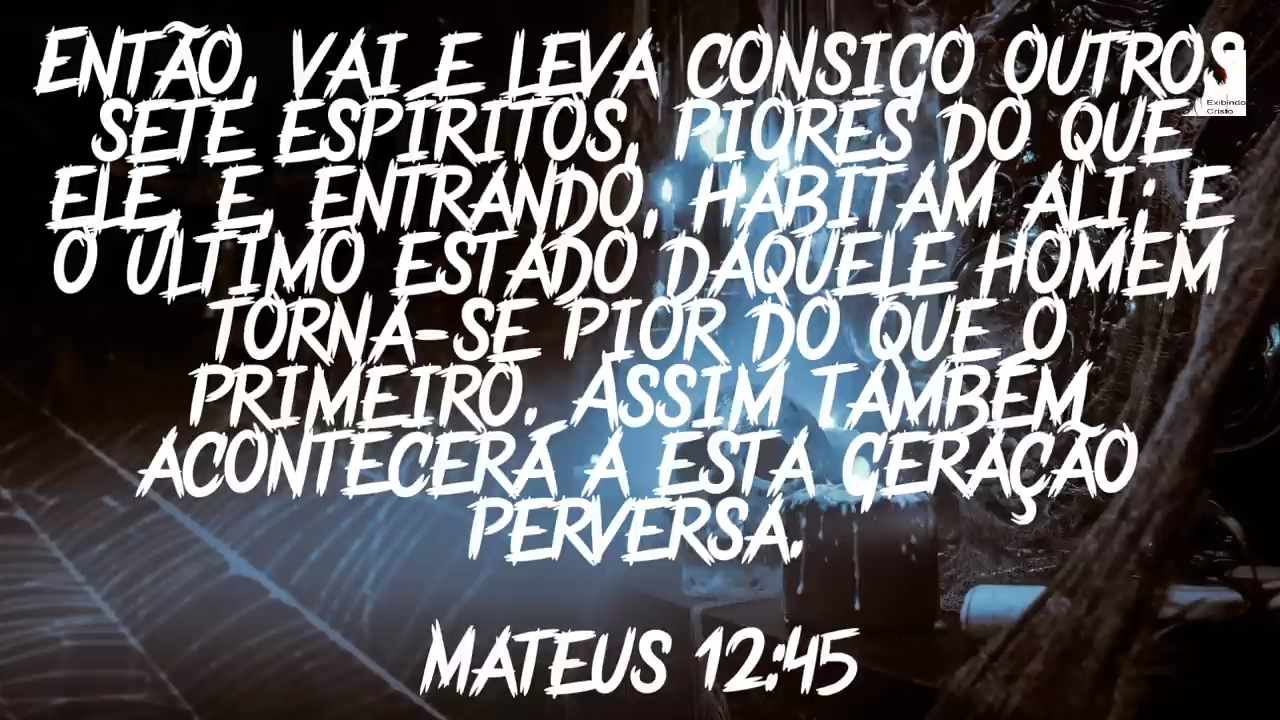 ENTÃO, VAI E LEVA CONSIGO OUTROS
SETE ESPÍRITOS, PIORES DO QUE
ELE, E, ENTRANDO, HABITAM ALI; E
O ÚLTIMO ESTADO DAQUELE HOMEM
TORNA-SE PIOR DO QUE O
PRIMEIRO. ASSIM TAMBÉM
ACONTECERÁ A ESTA GERAÇÃO
PERVERSA.
MATEUS 12:45
Exibindo
Cristo